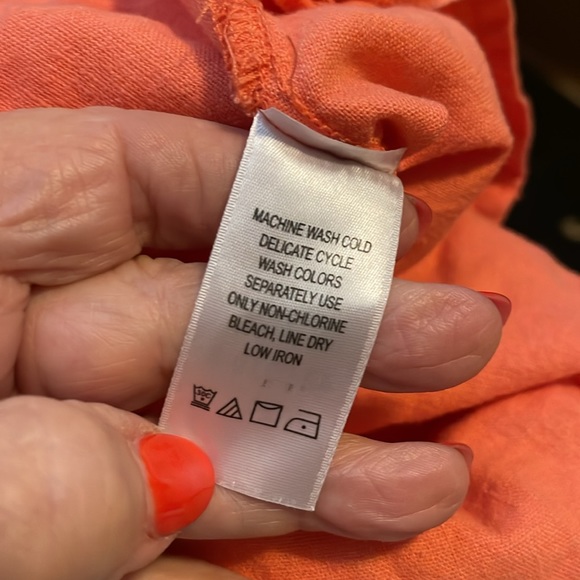 MACHINE WASH COLD
DELICATE CYCLE
WASH COLORS
SEPARATELY USE
ONLY NON-CHLORINE
BLEACH, LINE DRY
LOW IRON